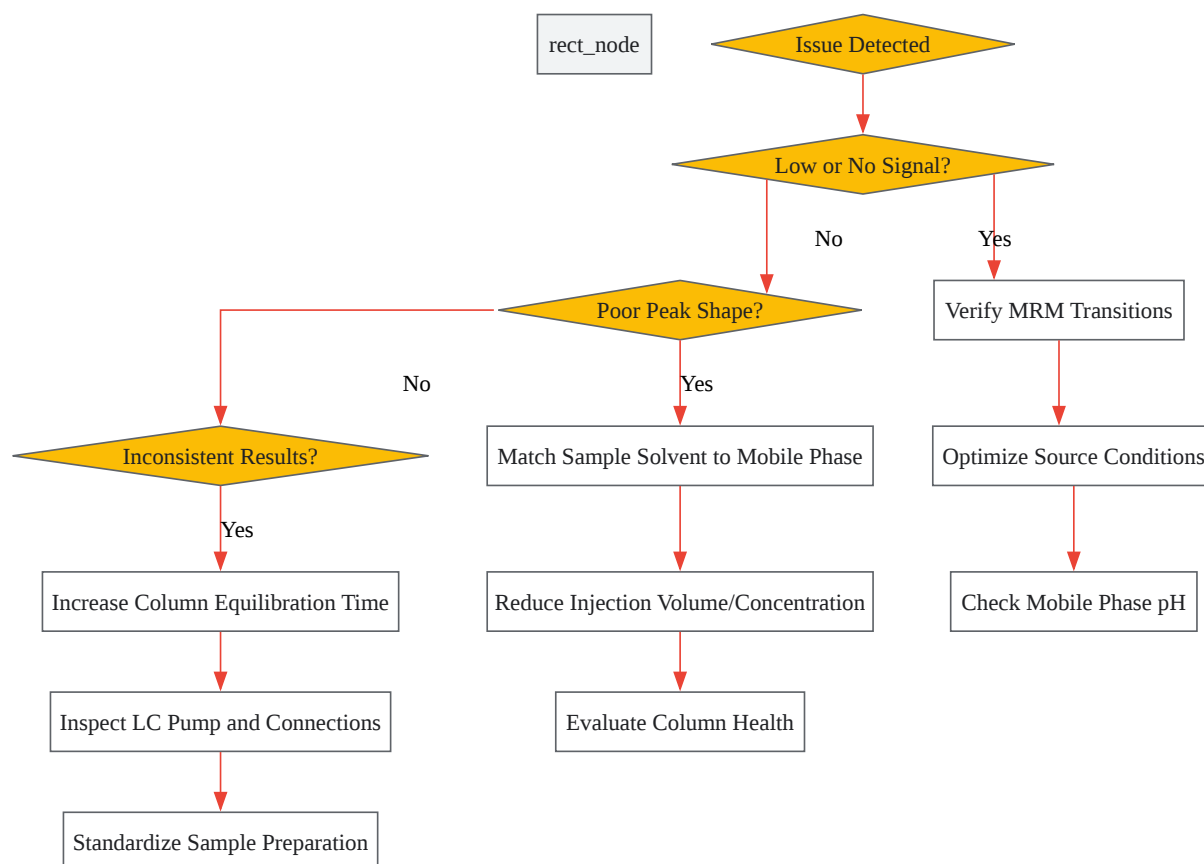 rect_node
Issue Detected
Low or No Signal?
No
Yes
Poor Peak Shape?
Verify MRM Transitions
No
Yes
Inconsistent Results?
Match Sample Solvent to Mobile Phase
Optimize Source Conditions
Yes
Increase Column Equilibration Time
Reduce Injection Volume/Concentration
Check Mobile Phase pH
Inspect LC Pump and Connections
Evaluate Column Health
Standardize Sample Preparation